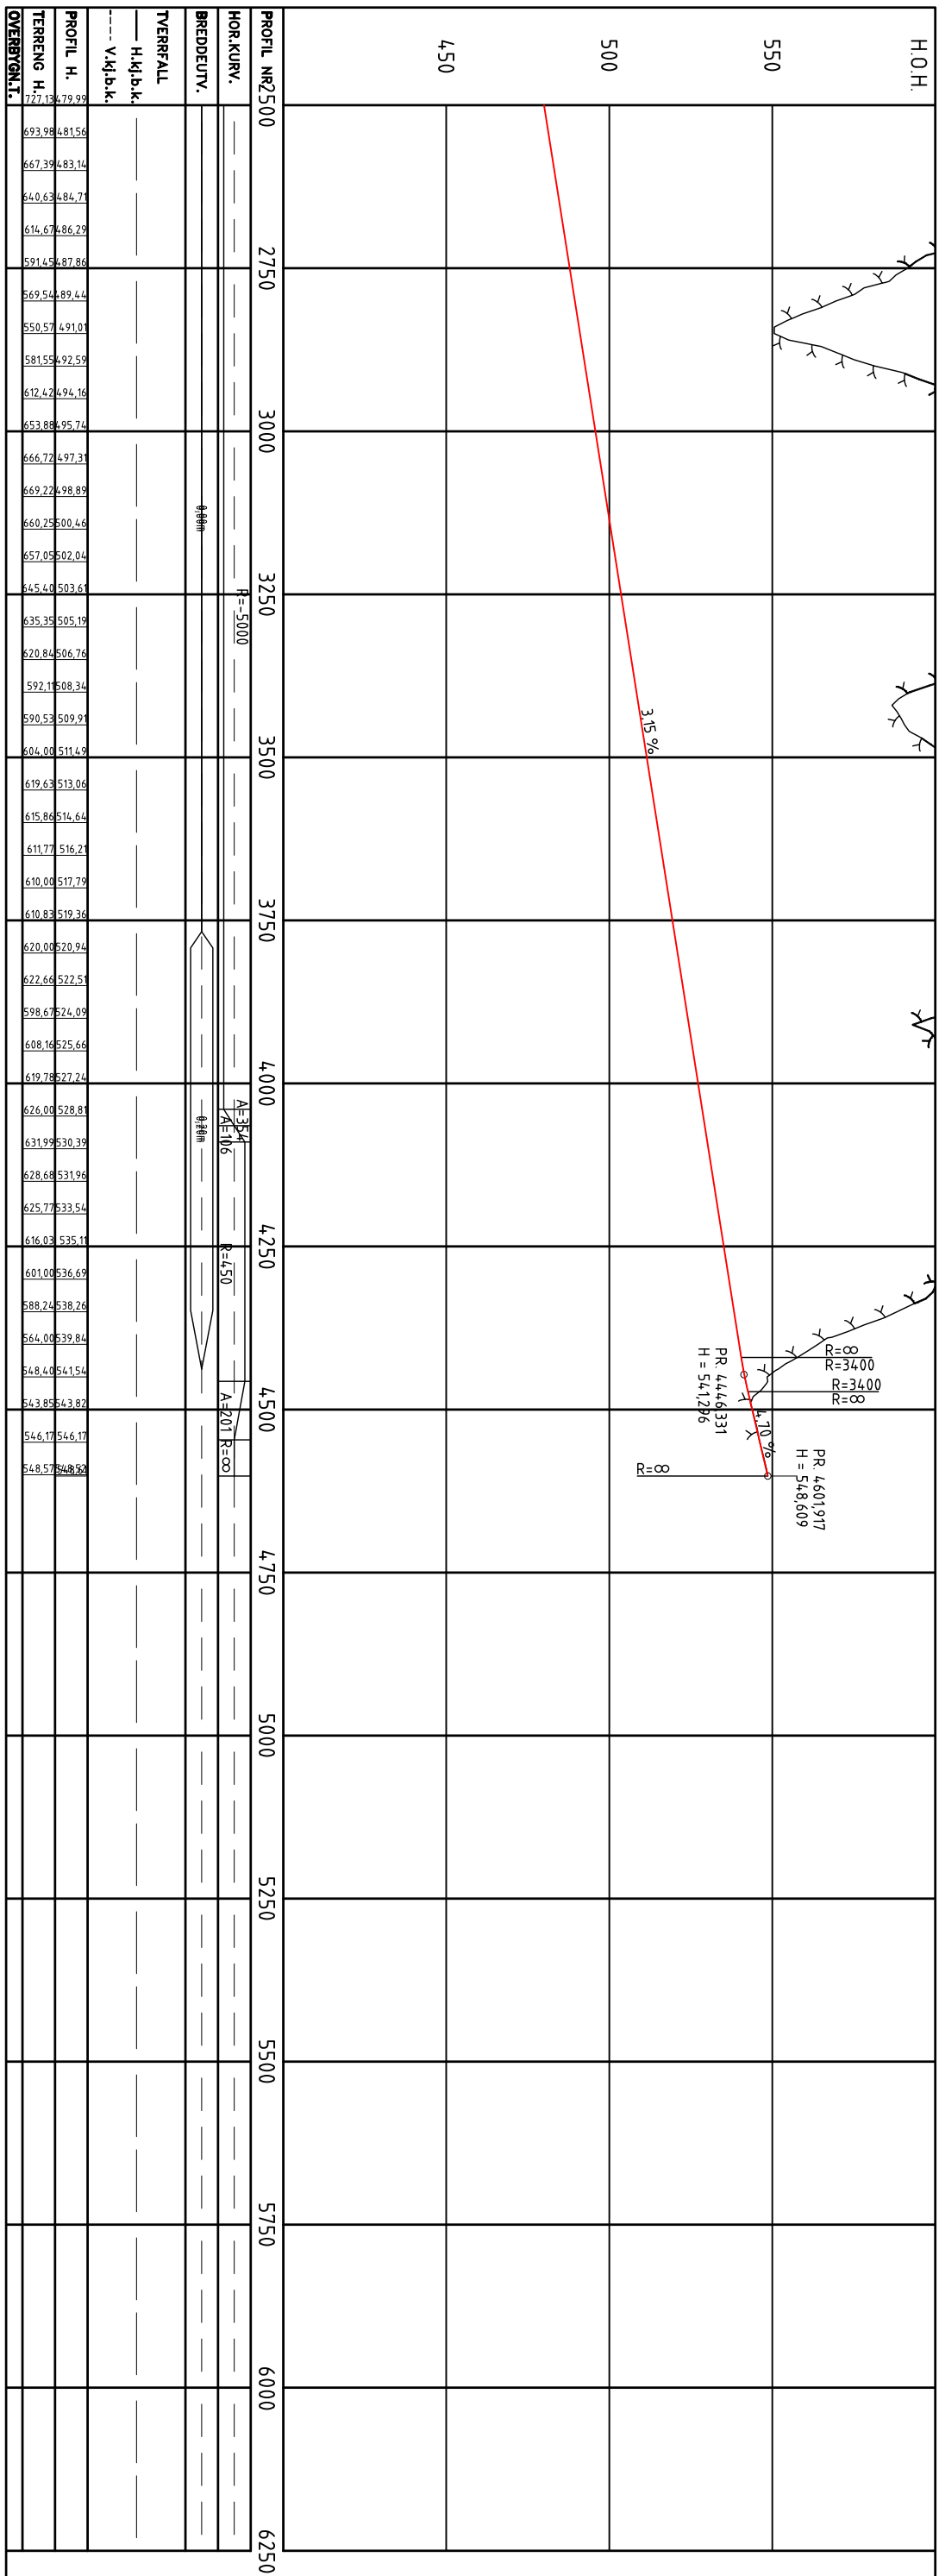 H.O.H.
550
500
450
3,15 %
4,70 %
R=∞
R=3400
R=3400
R=∞
PR. 4446,331
H = 541,296
PR. 4601,917
H = 548,609
R=∞
PROFIL NR.
2500 2750 3000 3250 3500 3750 4000 4250 4500 4750 5000 5250 5500 5750 6000 6250
HOR.KURV.
R=-5000 A=354 A=106 R=450 A=201 R=∞
BREDDEUTV.
TVERRFALL
H.kj.b.k.
V.kj.b.k.
PROFIL H.
479,99 481,56 483,14 484,71 486,29 487,86 489,44 491,01 492,59 494,16 495,74 497,31 498,89 500,46 502,04 503,61 505,19 506,76 508,34 509,91 511,49 513,06 514,64 516,21 517,79 519,36 520,94 522,51 524,09 525,66 527,24 528,81 530,39 531,96 533,54 535,11 536,69 538,26 539,84 541,54 543,82 546,17
TERRENG H.
727,13 693,98 667,39 640,63 614,67 591,45 569,54 550,57 581,55 612,42 653,88 666,72 669,22 660,25 657,05 645,40 635,35 620,84 592,11 590,53 604,00 619,63 615,86 611,77 610,00 610,83 620,00 622,66 598,67 608,16 619,78 626,00 631,99 628,68 625,77 616,03 601,00 588,24 564,00 548,40 543,85 546,17 548,57
OVERBYGN.T.